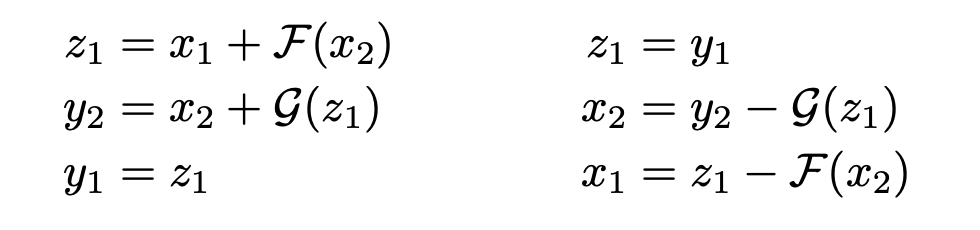 z₁ = x₁ + ℱ(x₂)
y₂ = x₂ + 𝒢(z₁)
y₁ = z₁
z₁ = y₁
x₂ = y₂ − 𝒢(z₁)
x₁ = z₁ − ℱ(x₂)